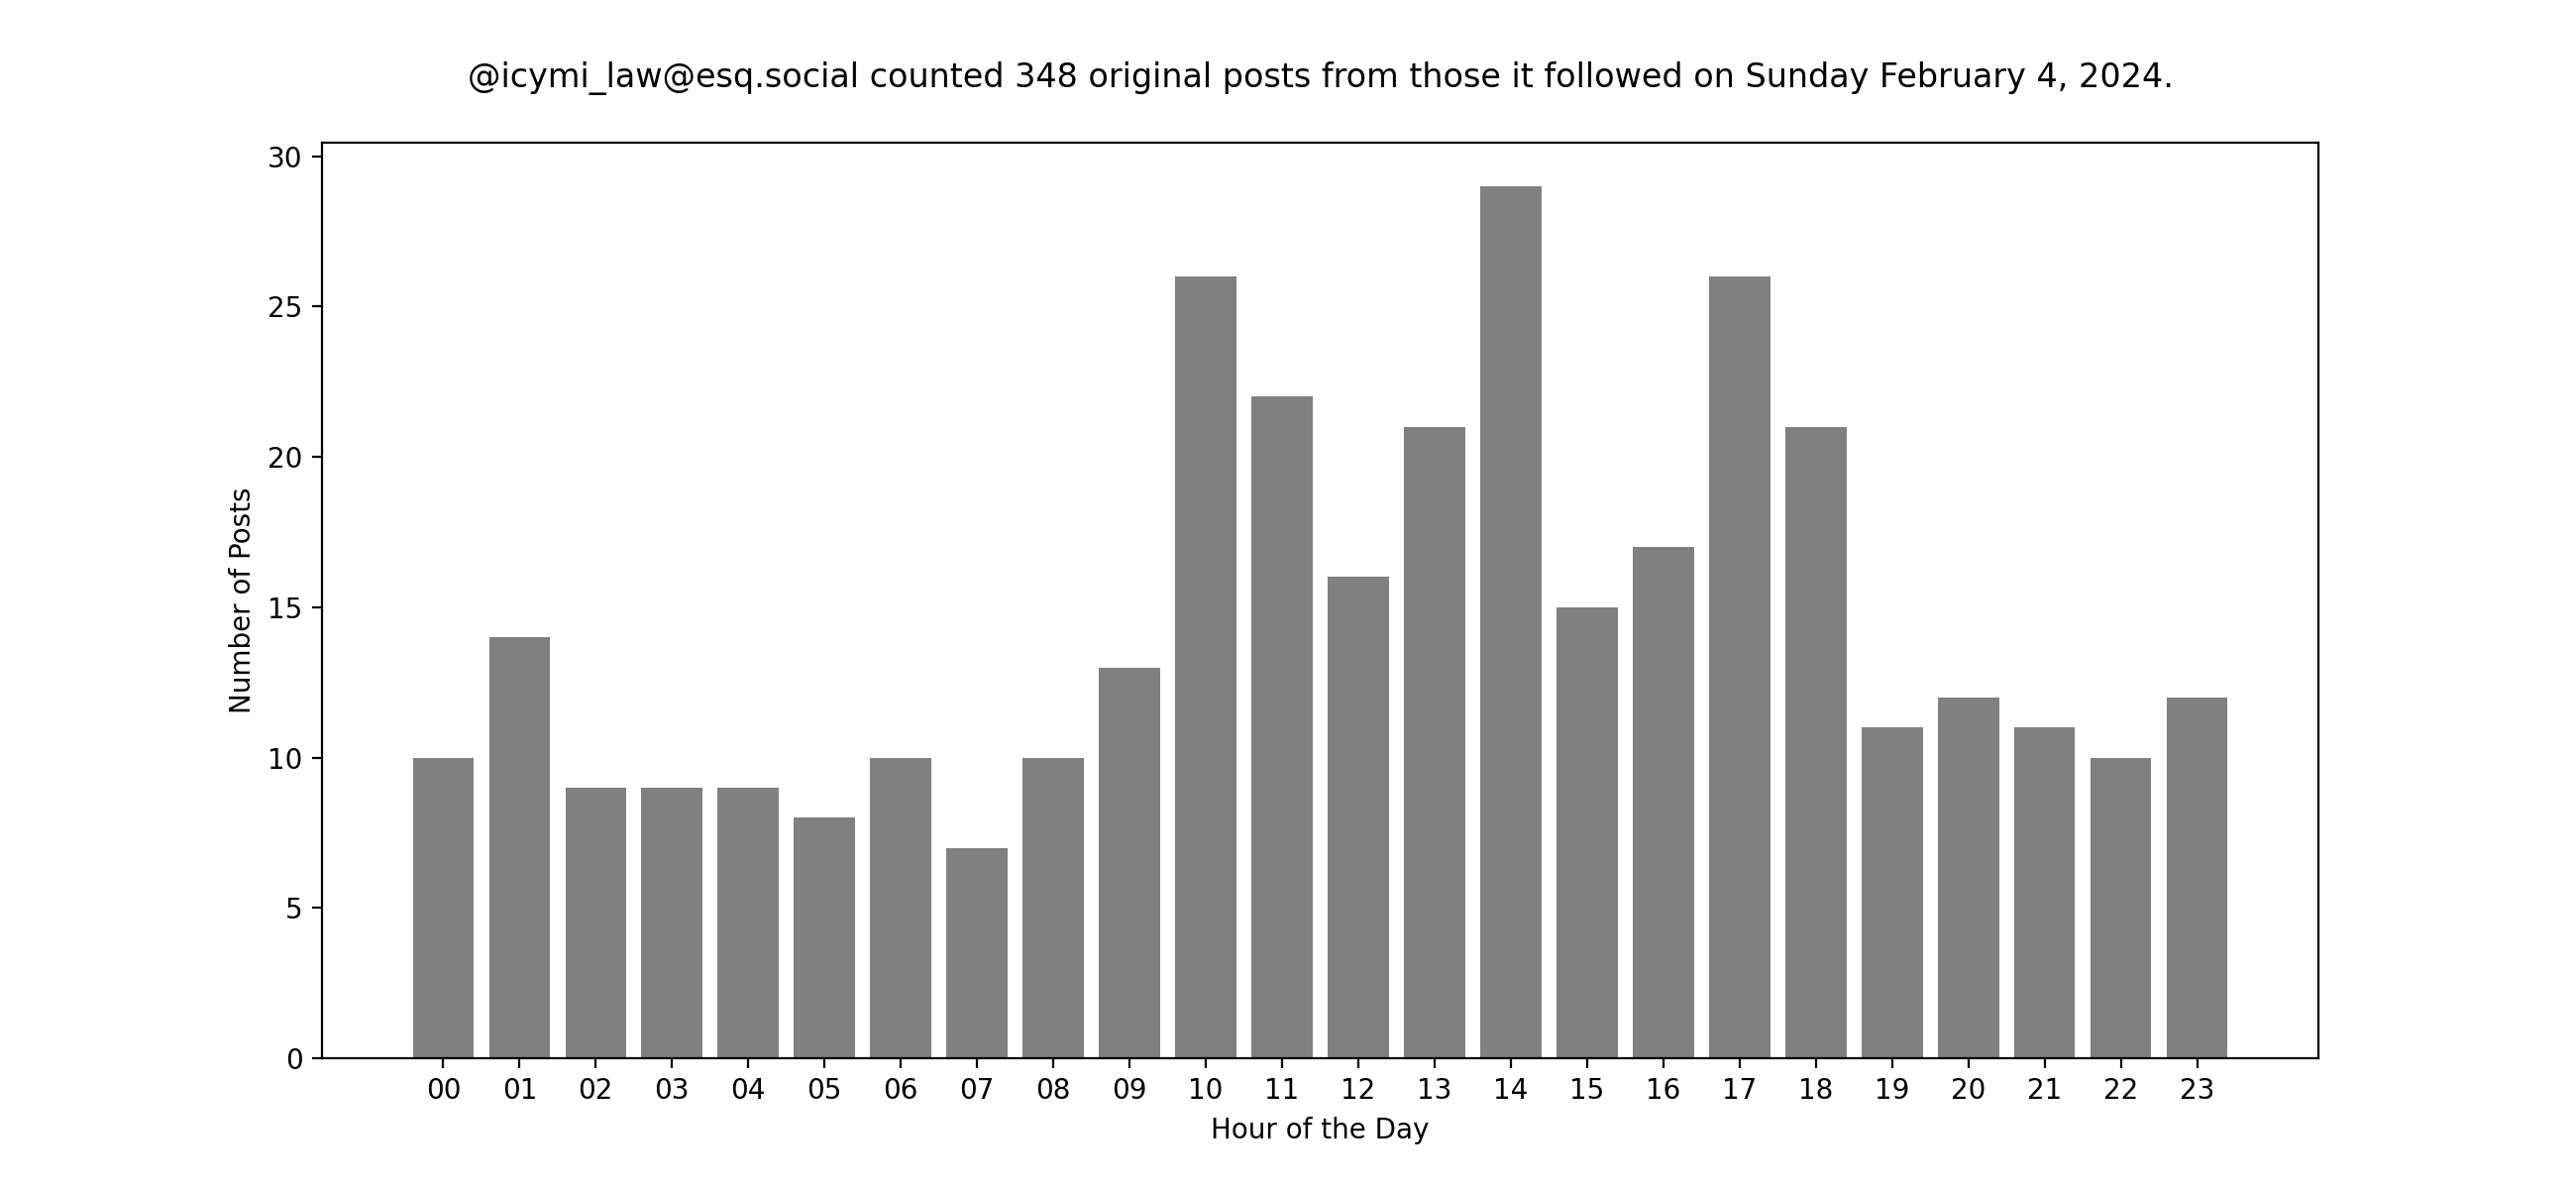 @icymi_law@esq.social counted 348 original posts from those it followed on Sunday February 4, 2024.
30
25
20
15
10
5
0
Number of Posts
00 01 02 03 04 05 06 07 08 09 10 11 12 13 14 15 16 17 18 19 20 21 22 23
Hour of the Day